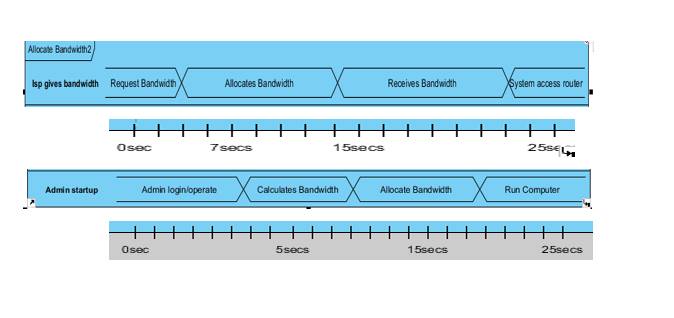 Allocate Bandwidth2
Isp gives bandwidth Request Bandwidth Allocates Bandwidth Receives Bandwidth System access router
0sec 7secs 15secs 25se
Admin startup Admin login/operate Calculates Bandwidth Allocate Bandwidth Run Computer
0sec 5secs 15secs 25secs